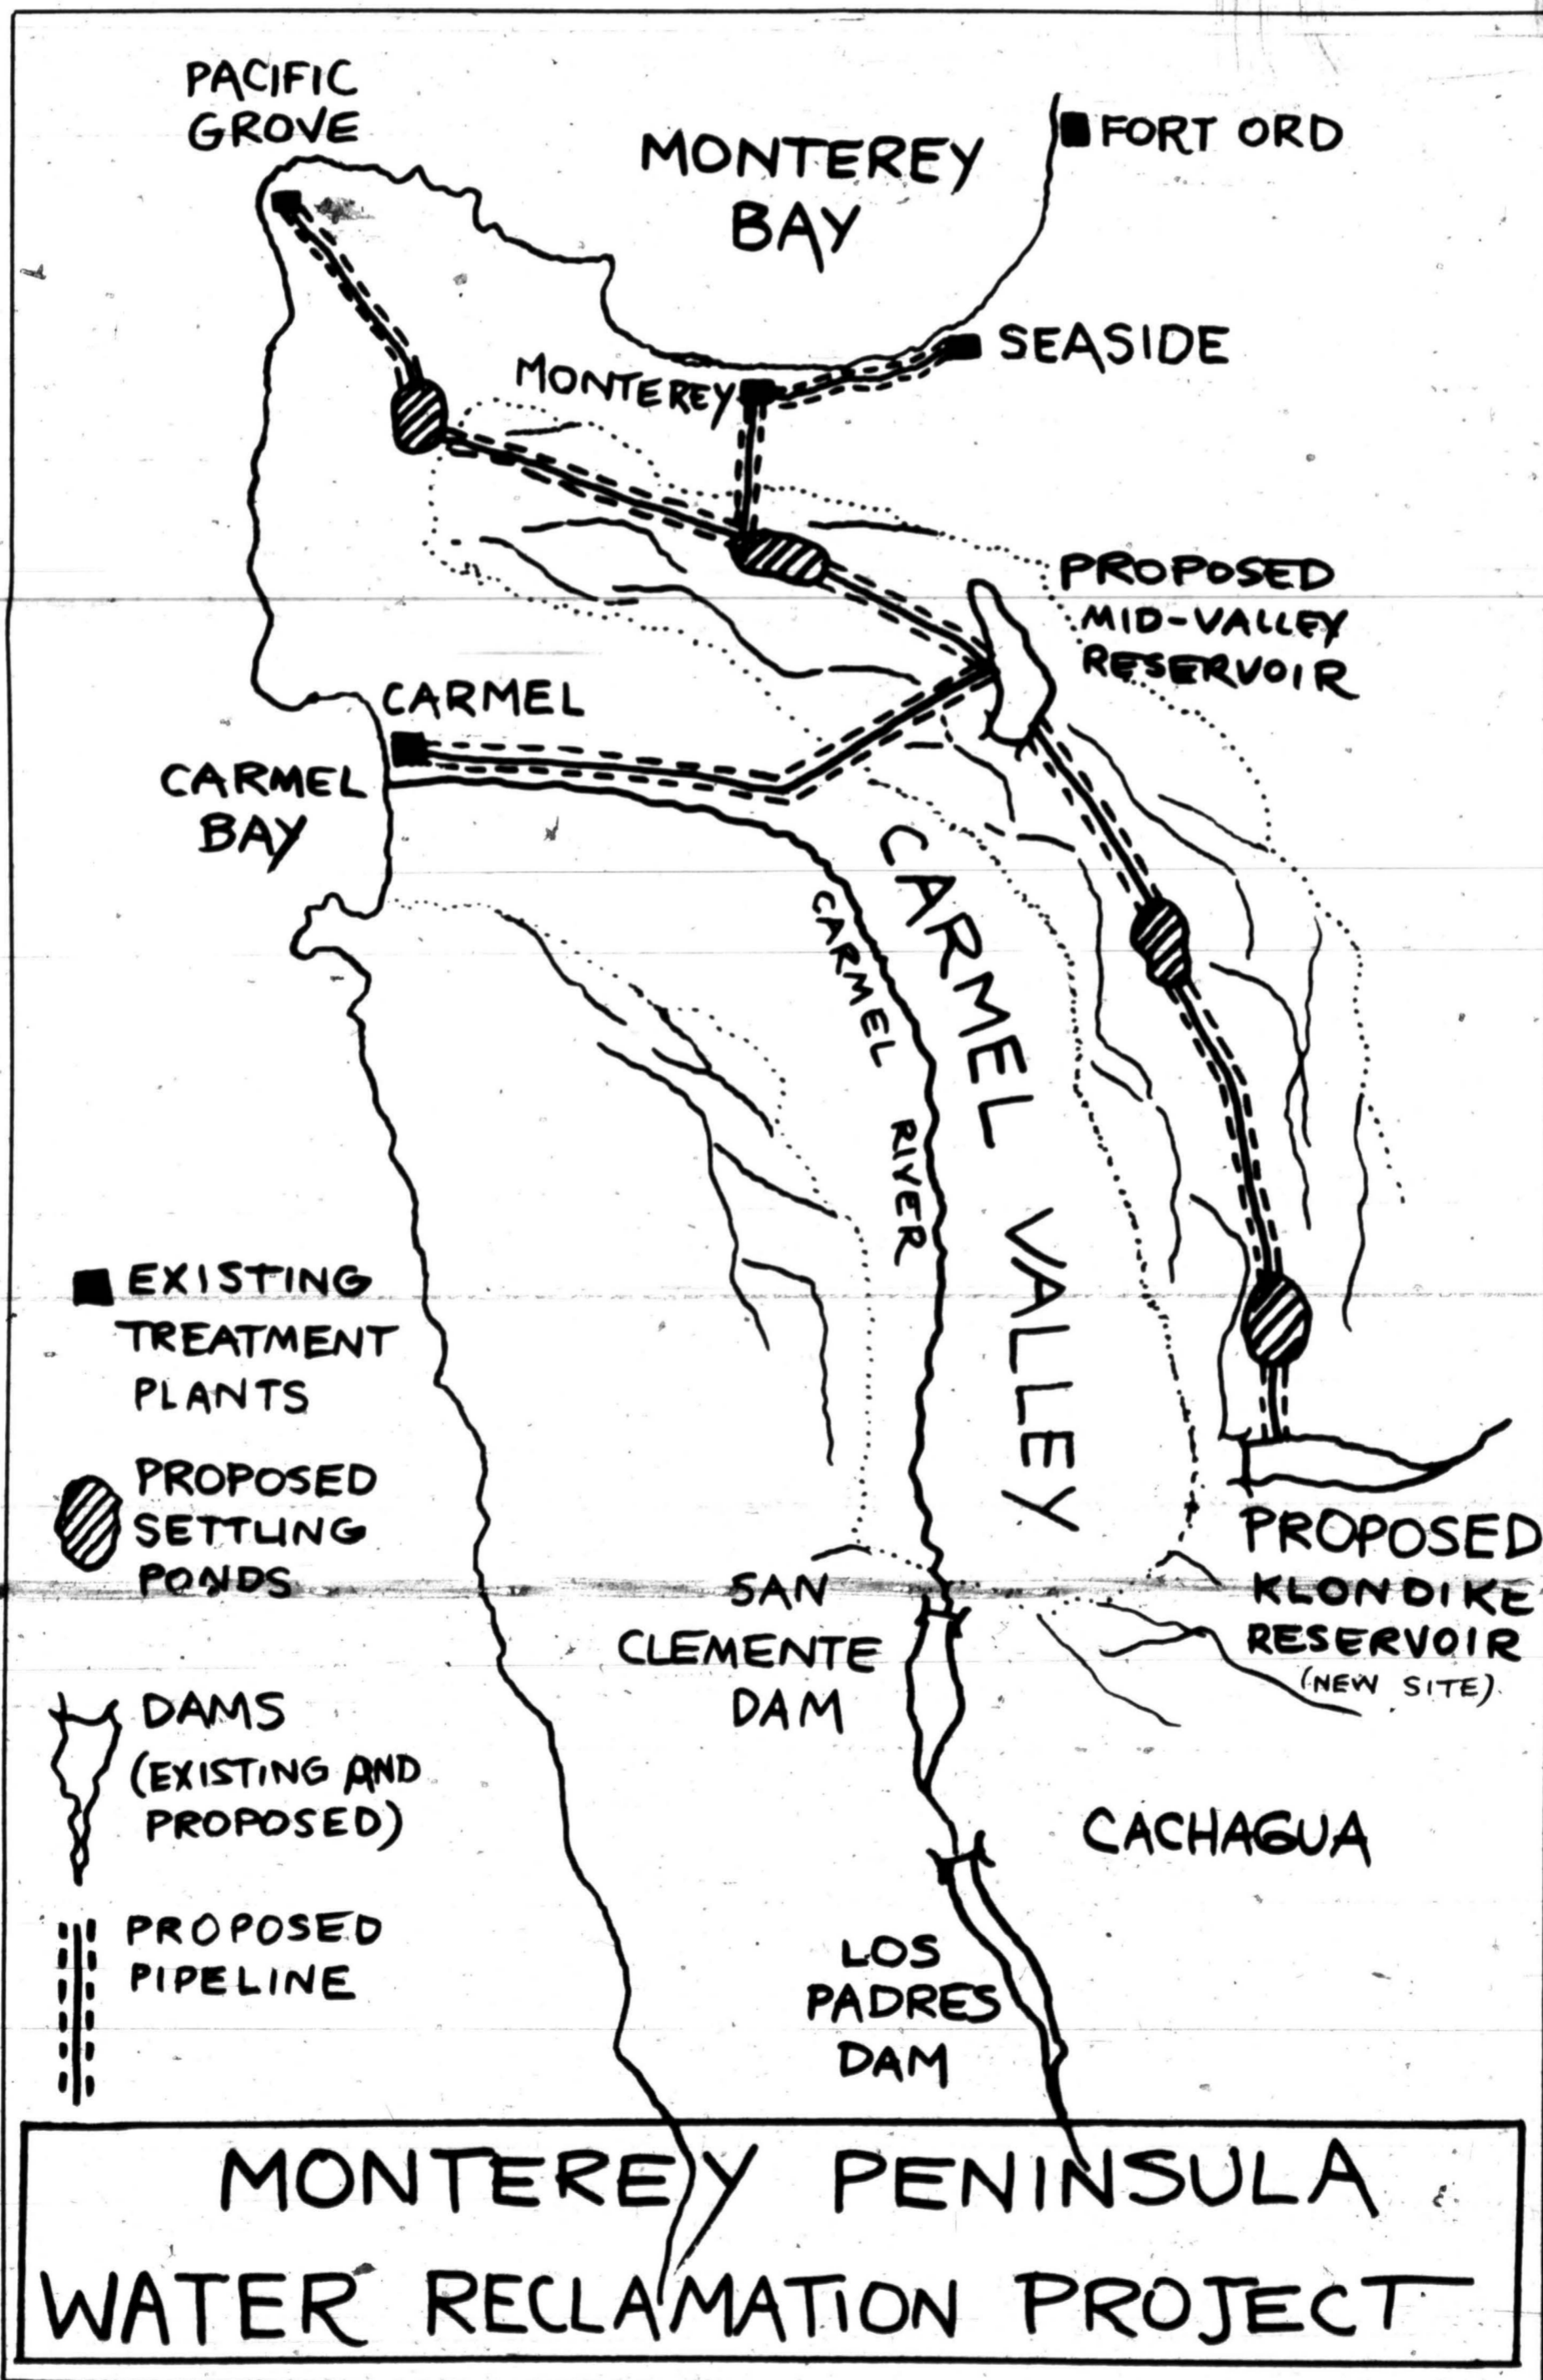 PACIFIC
GROVE
MONTEREY
BAY
FORT ORD
SEASIDE
MONTEREY
PROPOSED
MID-VALLEY
RESERVOIR
CARMEL
CARMEL
BAY
CARMEL VALLEY
CARMEL RIVER
EXISTING
TREATMENT
PLANTS
PROPOSED
SETTLING
PONDS
PROPOSED
KLONDIKE
RESERVOIR
(NEW SITE)
SAN
CLEMENTE
DAM
DAMS
(EXISTING AND
PROPOSED)
CACHAGUA
PROPOSED
PIPELINE
LOS
PADRES
DAM
MONTEREY PENINSULA
WATER RECLAMATION PROJECT